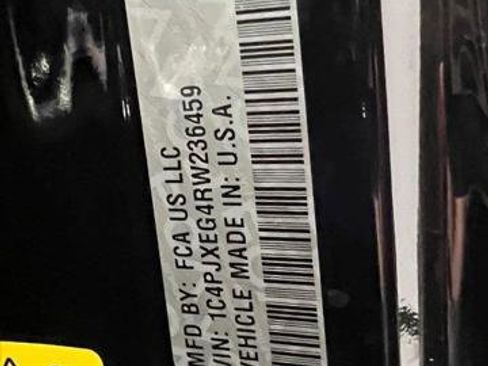 MFD BY: FCA US LLC
VIN: 1C4PJXEG4RW236459
VEHICLE MADE IN: U.S.A.